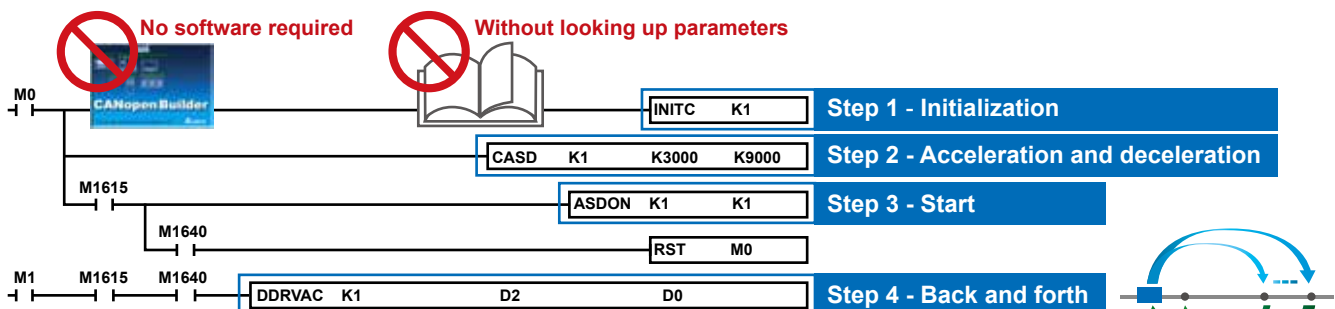 No software required
Without looking up parameters
CANopen Builder
M0
INITC K1
Step 1 - Initialization
CASD K1 K3000 K9000
Step 2 - Acceleration and deceleration
M1615
ASDON K1 K1
Step 3 - Start
M1640
RST M0
M1 M1615 M1640
DDRVAC K1 D2 D0
Step 4 - Back and forth